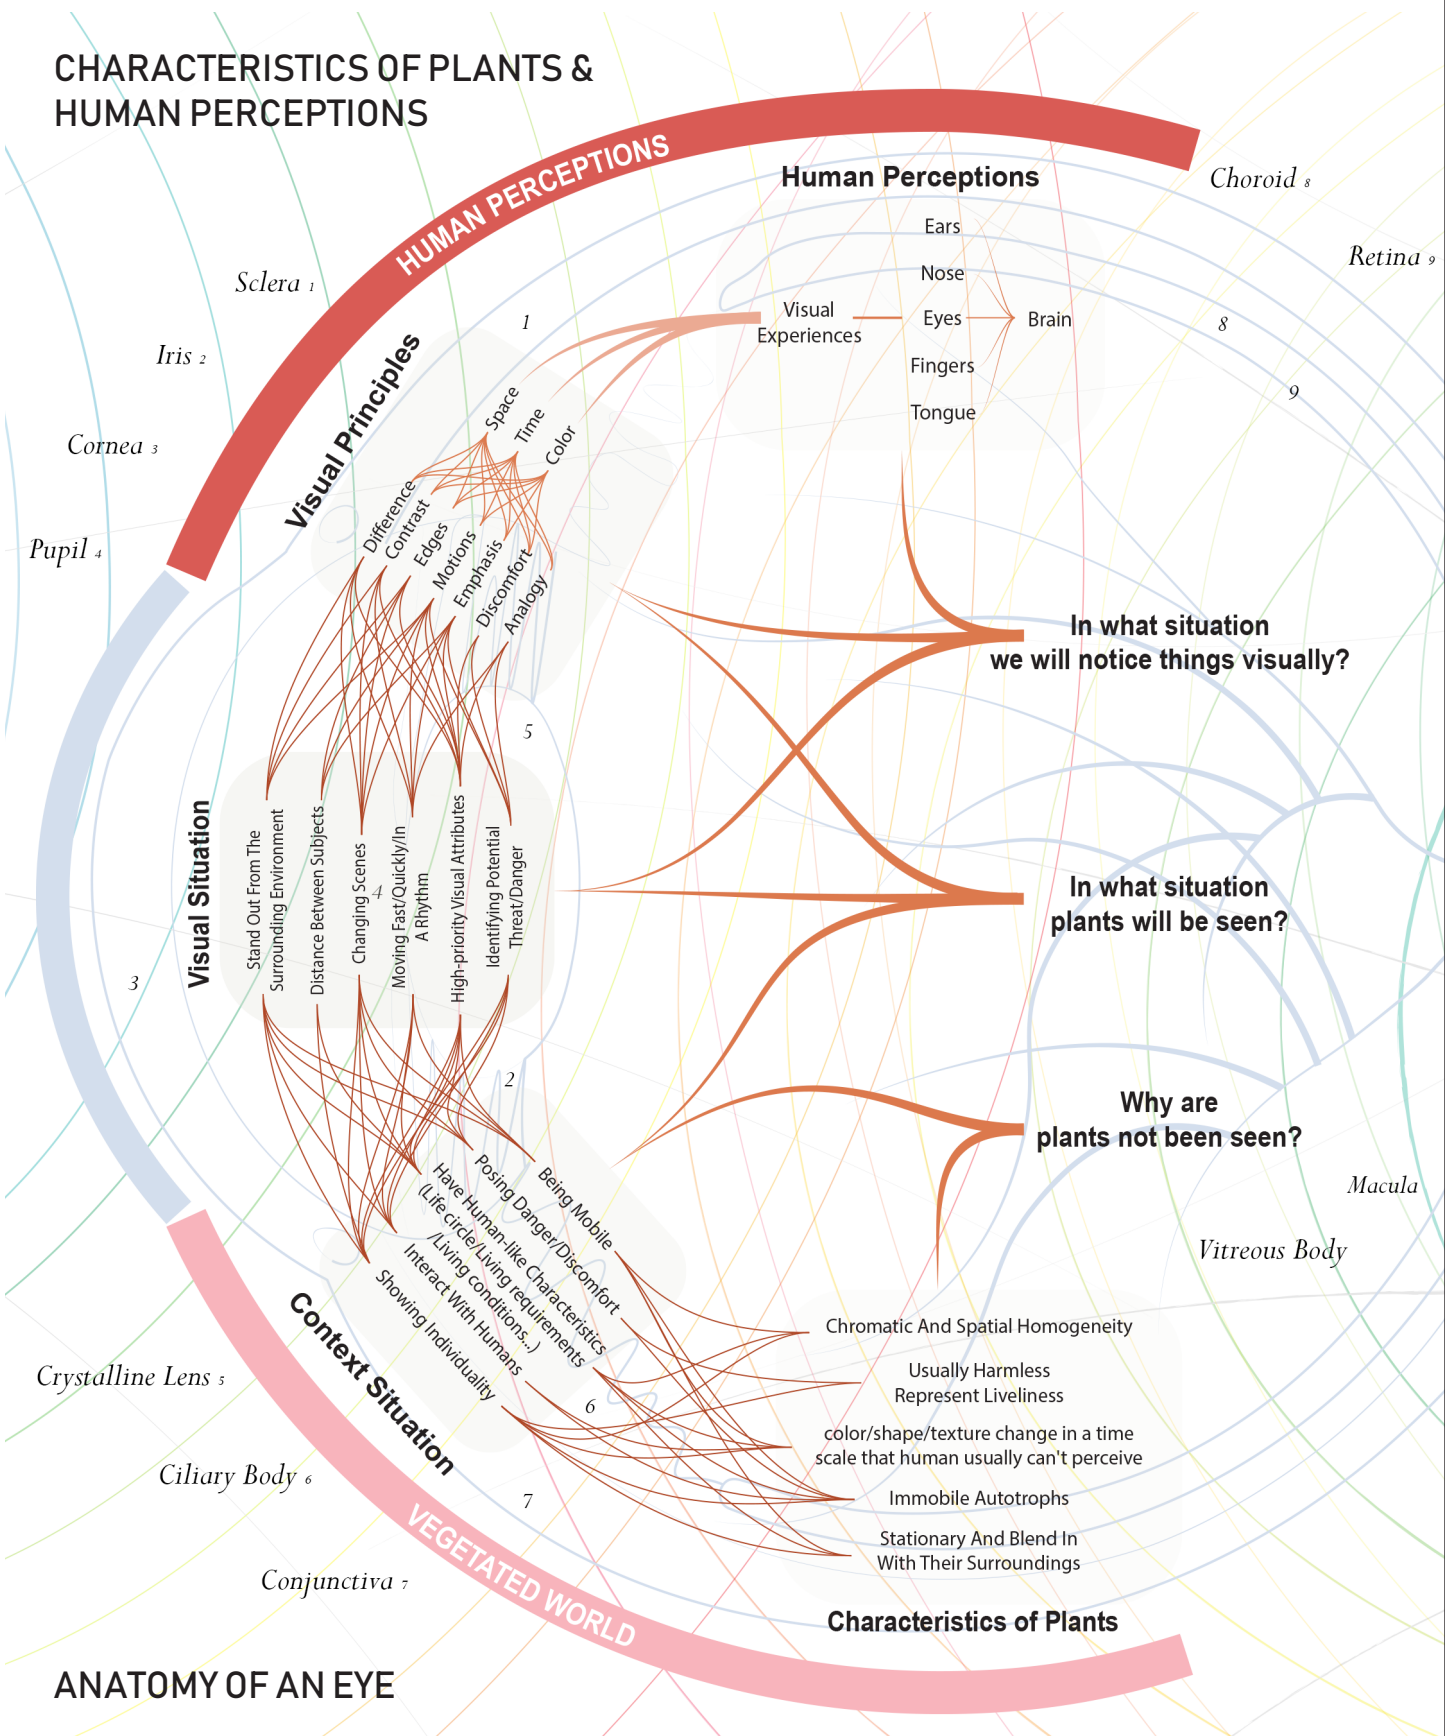 CHARACTERISTICS OF PLANTS &
HUMAN PERCEPTIONS
HUMAN PERCEPTIONS
Human Perceptions
Choroid 8
Retina 9
Ears
Nose
Visual
Experiences
Eyes
Brain
Fingers
Tongue
8
9
Sclera 1
Iris 2
Cornea 3
Pupil 4
1
Visual Principles
Space
Time
Color
Difference
Contrast
Edges
Motions
Emphasis
Discomfort
Analogy
In what situation
we will notice things visually?
5
Visual Situation
Stand Out From The
Surrounding Environment
Distance Between Subjects
Changing Scenes
4
Moving Fast/Quickly/In
A Rhythm
High-priority Visual Attributes
Identifying Potential
Threat/Danger
In what situation
plants will be seen?
3
2
Why are
plants not been seen?
Macula
Vitreous Body
Context Situation
Being Mobile
Posing Danger/Discomfort
Have Human-like Characteristics
(Life circle/Living requirements
/Living conditions...)
Interact With Humans
Showing Individuality
Chromatic And Spatial Homogeneity
Usually Harmless
Represent Liveliness
color/shape/texture change in a time
scale that human usually can't perceive
Immobile Autotrophs
Stationary And Blend In
With Their Surroundings
Characteristics of Plants
6
7
Crystalline Lens 5
Ciliary Body 6
Conjunctiva 7
VEGETATED WORLD
ANATOMY OF AN EYE